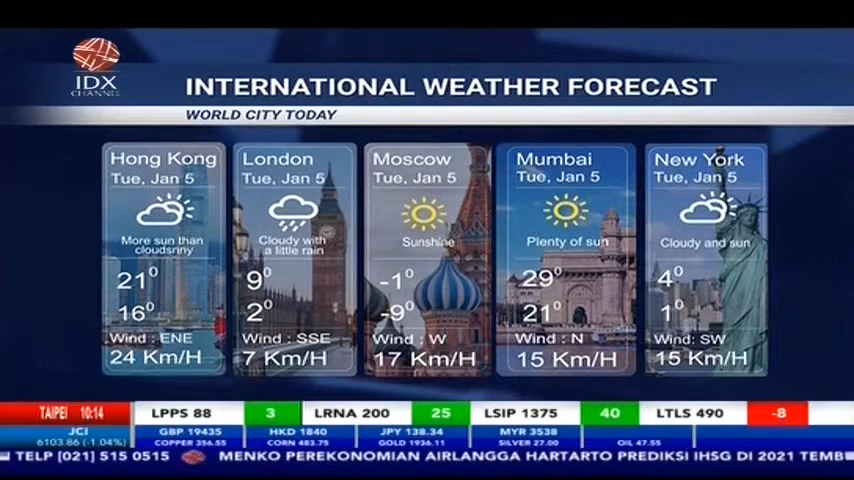 IDX
CHANNEL
INTERNATIONAL WEATHER FORECAST
WORLD CITY TODAY
Hong Kong
Tue, Jan 5
More sun than
cloudsnny
21⁰
16⁰
Wind : ENE
24 Km/H
London
Tue, Jan 5
Cloudy with
a little rain
9⁰
2⁰
Wind : SSE
7 Km/H
Moscow
Tue, Jan 5
Sunshine
-1⁰
-9⁰
Wind : W
17 Km/H
Mumbai
Tue, Jan 5
Plenty of sun
29⁰
21⁰
Wind : N
15 Km/H
New York
Tue, Jan 5
Cloudy and sun
4⁰
1⁰
Wind: SW
15 Km/H
TAIPEI 10:14
LPPS 88 3 LRNA 200 25 LSIP 1375 40 LTLS 490 -8
JCI
6103.86 (-1.04%)
GBP 19435 HKD 1840 JPY 138.34 MYR 3538
COPPER 356.55 CORN 483.75 GOLD 1936.11 SILVER 27.00 OIL 47.55
TELP [021] 515 0515 MENKO PEREKONOMIAN AIRLANGGA HARTARTO PREDIKSI IHSG DI 2021 TEMB